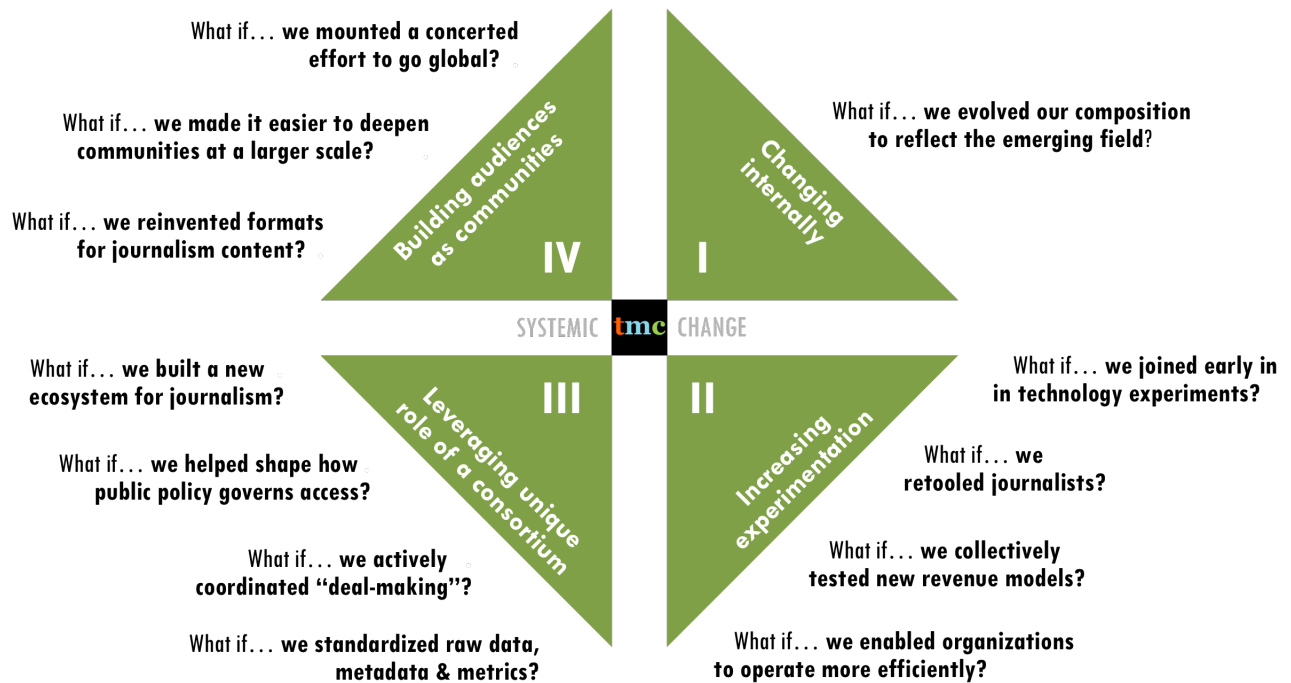 What if… we mounted a concerted
effort to go global?
What if… we made it easier to deepen
communities at a larger scale?
What if… we reinvented formats
for journalism content?
Building audiences
as communities
IV
What if… we evolved our composition
to reflect the emerging field?
Changing
internally
I
SYSTEMIC tmc CHANGE
What if… we built a new
ecosystem for journalism?
What if… we helped shape how
public policy governs access?
What if… we actively
coordinated “deal-making”?
What if… we standardized raw data,
metadata & metrics?
III
Leveraging unique
role of a consortium
II
Increasing
experimentation
What if… we joined early in
in technology experiments?
What if… we
retooled journalists?
What if… we collectively
tested new revenue models?
What if… we enabled organizations
to operate more efficiently?